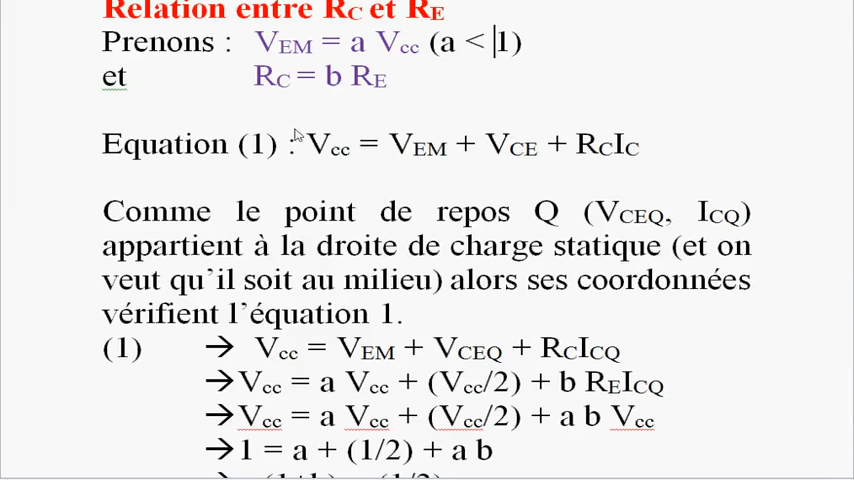 Relation entre RC et RE
Prenons : VEM = a Vcc (a < 1)
et RC = b RE
Equation (1) : Vcc = VEM + VCE + RCIC
Comme le point de repos Q (VCEQ, ICQ)
appartient à la droite de charge statique (et on
veut qu’il soit au milieu) alors ses coordonnées
vérifient l’équation 1.
(1) → Vcc = VEM + VCEQ + RCICQ
→Vcc = a Vcc + (Vcc/2) + b REICQ
→Vcc = a Vcc + (Vcc/2) + a b Vcc
→1 = a + (1/2) + a b